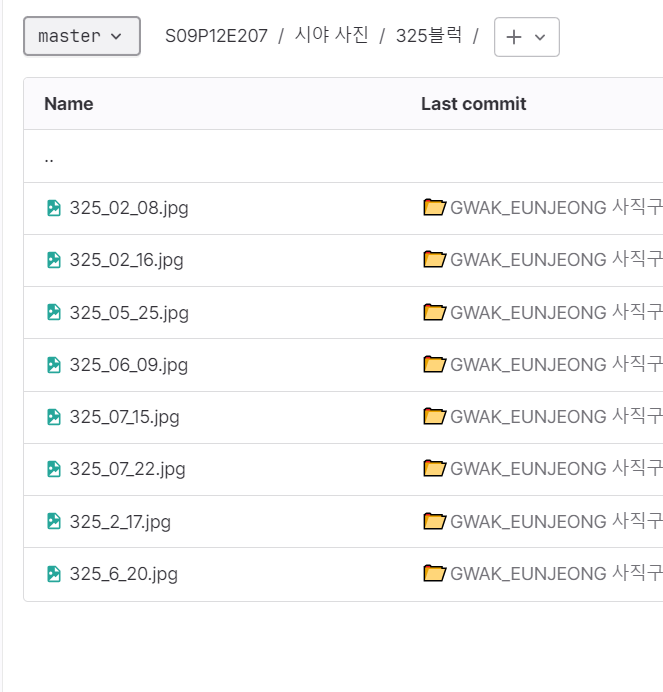 master S09P12E207 / 시야 사진 / 325블럭 / +
Name Last commit
..
325_02_08.jpg GWAK_EUNJEONG 사직구
325_02_16.jpg GWAK_EUNJEONG 사직구
325_05_25.jpg GWAK_EUNJEONG 사직구
325_06_09.jpg GWAK_EUNJEONG 사직구
325_07_15.jpg GWAK_EUNJEONG 사직구
325_07_22.jpg GWAK_EUNJEONG 사직구
325_2_17.jpg GWAK_EUNJEONG 사직구
325_6_20.jpg GWAK_EUNJEONG 사직구